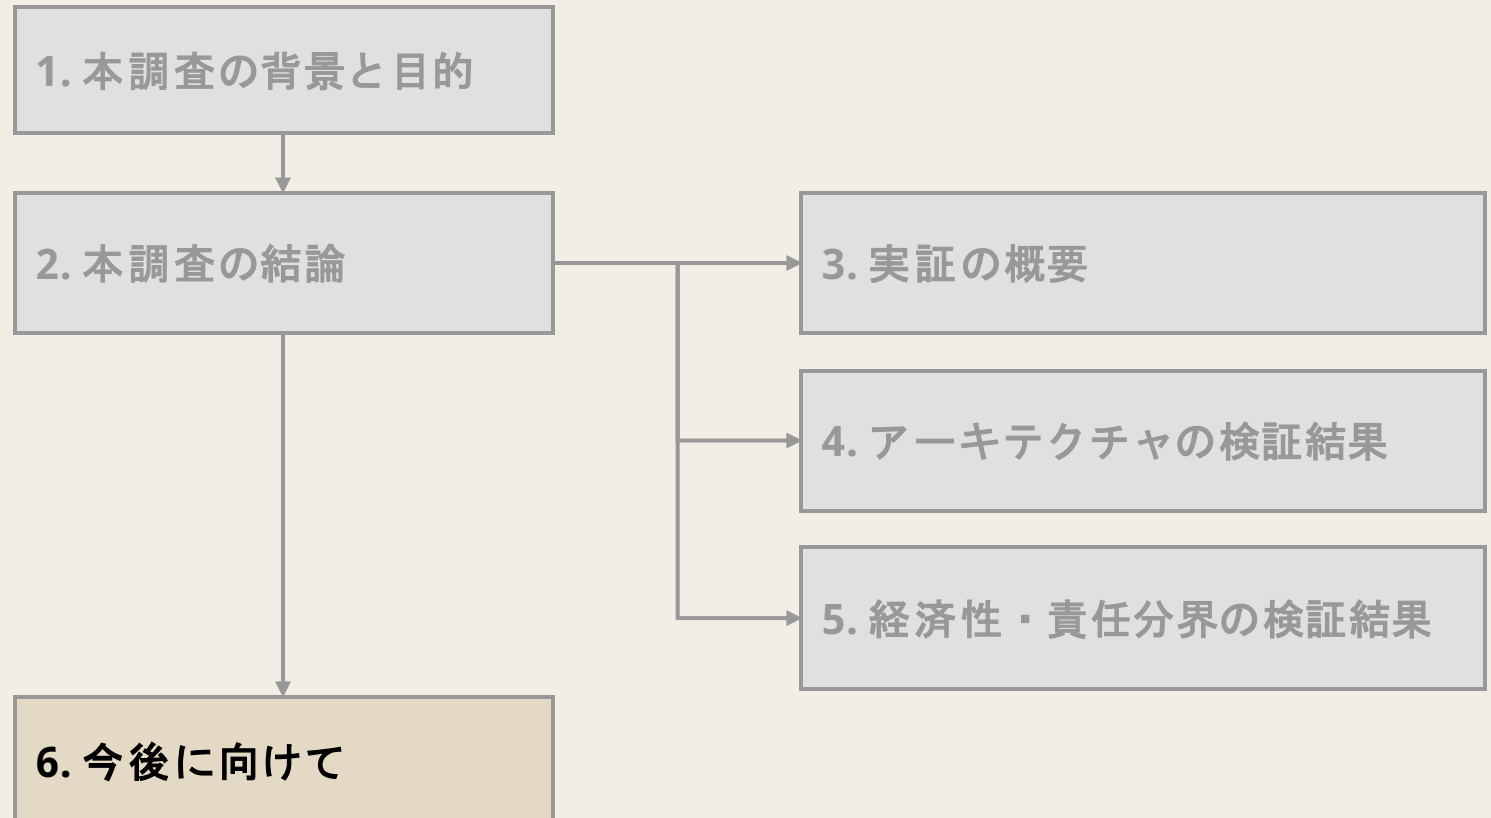 1. 本調査の背景と目的
2. 本調査の結論
3. 実証の概要
4. アーキテクチャの検証結果
5. 経済性・責任分界の検証結果
6. 今後に向けて